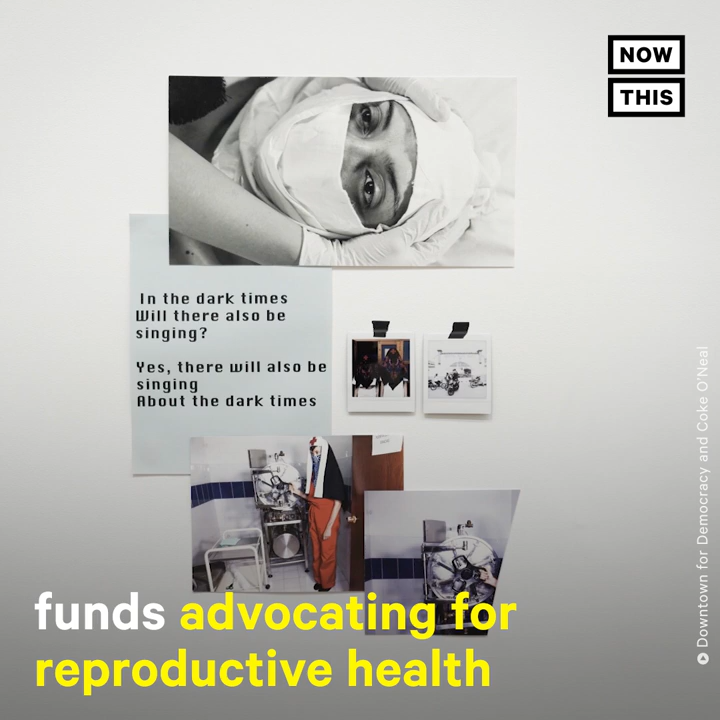 NOW
THIS
In the dark times
Will there also be
singing?
Yes, there will also be
singing
About the dark times
© Downtown for Democracy and Coke O'Neal
funds advocating for
reproductive health